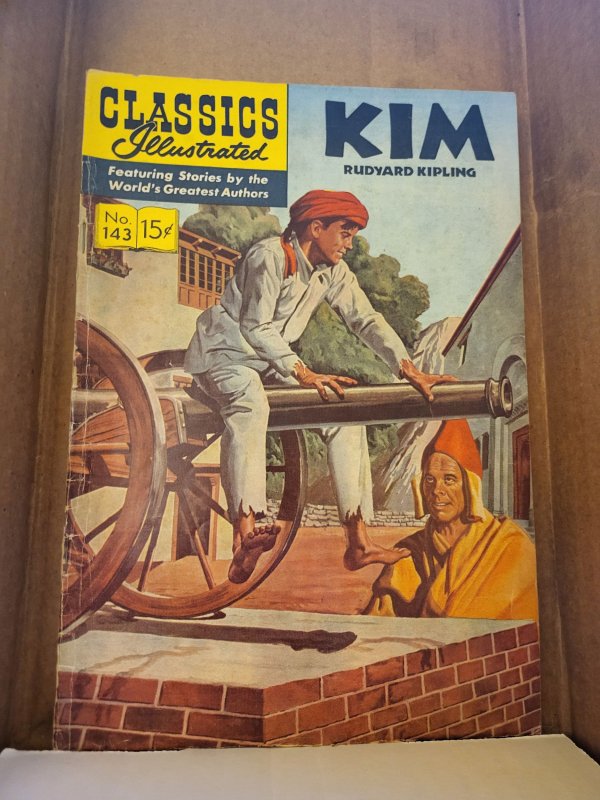 CLASSICS
Illustrated
Featuring Stories by the
World's Greatest Authors
No.
143
15¢
KIM
RUDYARD KIPLING